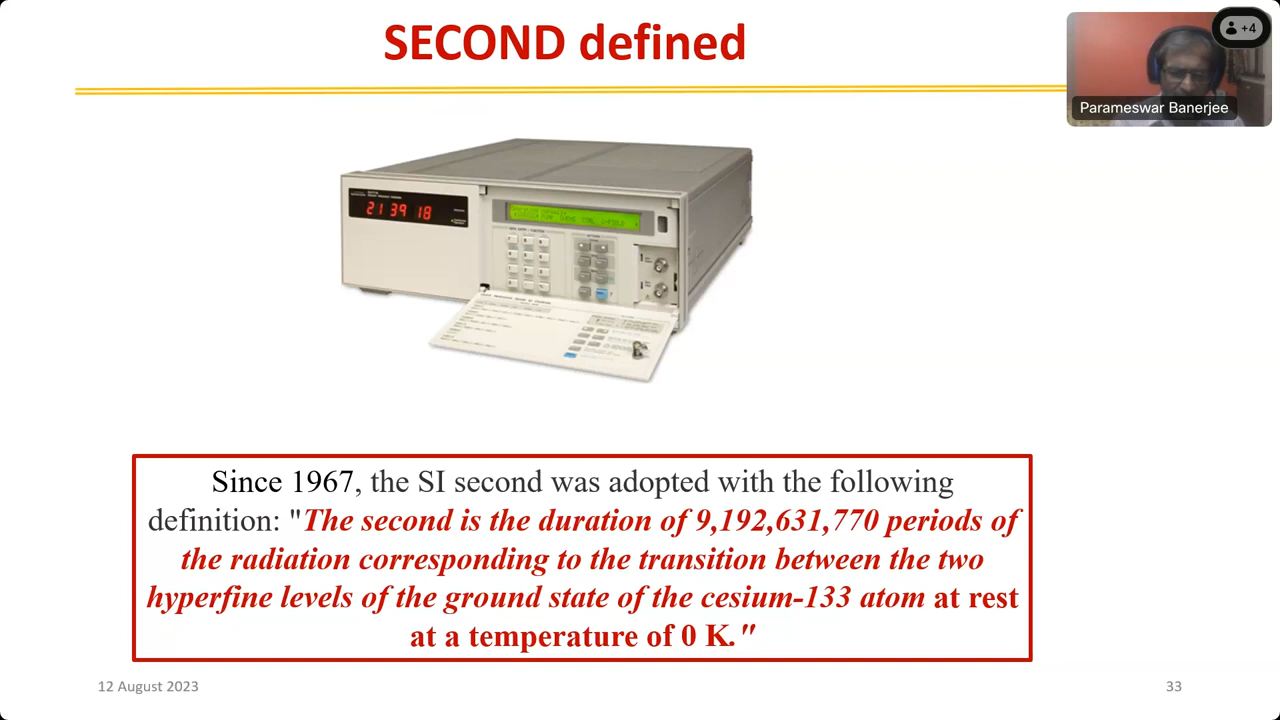 SECOND defined
+4
Parameswar Banerjee
21 39 18
Since 1967, the SI second was adopted with the following
definition: "The second is the duration of 9,192,631,770 periods of
the radiation corresponding to the transition between the two
hyperfine levels of the ground state of the cesium-133 atom at rest
at a temperature of 0 K."
12 August 2023
33